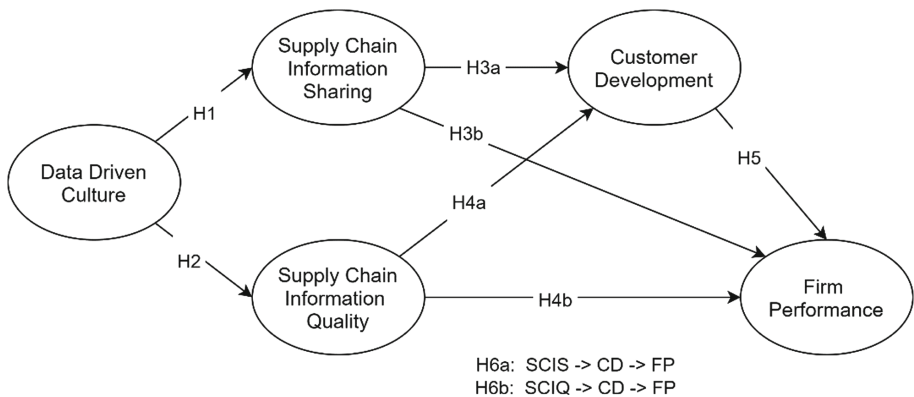 Supply Chain
Information
Sharing
H3a
Customer
Development
H1
H3b
Data Driven
Culture
H5
H4a
H2
Supply Chain
Information
Quality
H4b
Firm
Performance
H6a: SCIS -> CD -> FP
H6b: SCIQ -> CD -> FP